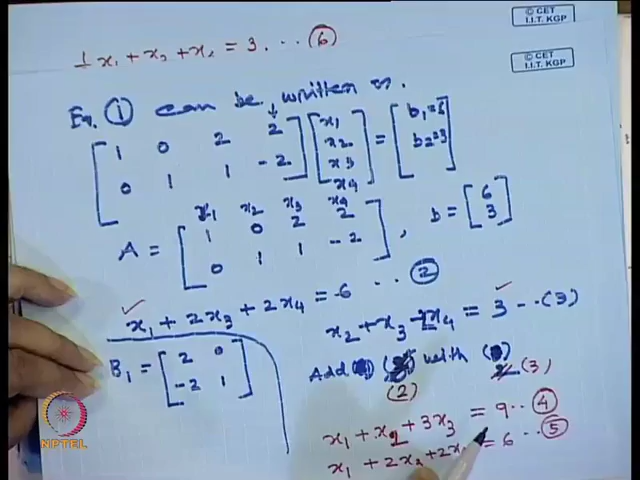 © CET
I.I.T. KGP
½x₁ + x₂ + x₂ = 3. ... (6)
© CET
I.I.T. KGP
Eq. (1) can be written as.
[1 0 2 2; 0 1 1 -2] [x₁; x₂; x₃; x₄] = [b₁=6; b₂=3]
x₁ x₂ x₃ x₄
A = [1 0 2 2; 0 1 1 -2], b = [6; 3]
x₁ + 2x₃ + 2x₄ = 6 .. (2)
x₂ + x₃ - 2x₄ = 3 -..(3)
B₁ = [2 0; -2 1]
Add (2) with (3)
x₁ + x₂ + 3x₃ = 9.. (4)
x₁ + 2x₃ + 2x = 6 .. (5)
NPTEL